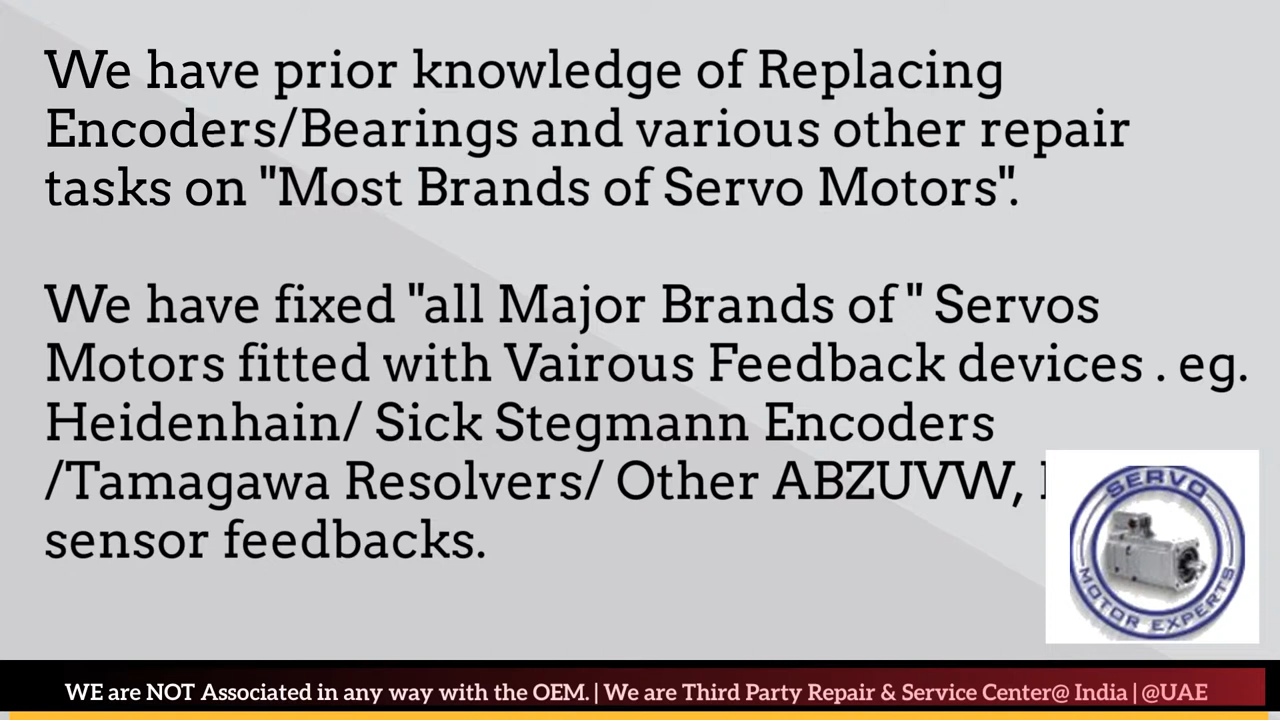 We have prior knowledge of Replacing
Encoders/Bearings and various other repair
tasks on "Most Brands of Servo Motors".
We have fixed "all Major Brands of " Servos
Motors fitted with Vairous Feedback devices . eg.
Heidenhain/ Sick Stegmann Encoders
/Tamagawa Resolvers/ Other ABZUVW,
sensor feedbacks.
SERVO
MOTOR EXPERTS
WE are NOT Associated in any way with the OEM. | We are Third Party Repair & Service Center@ India | @UAE